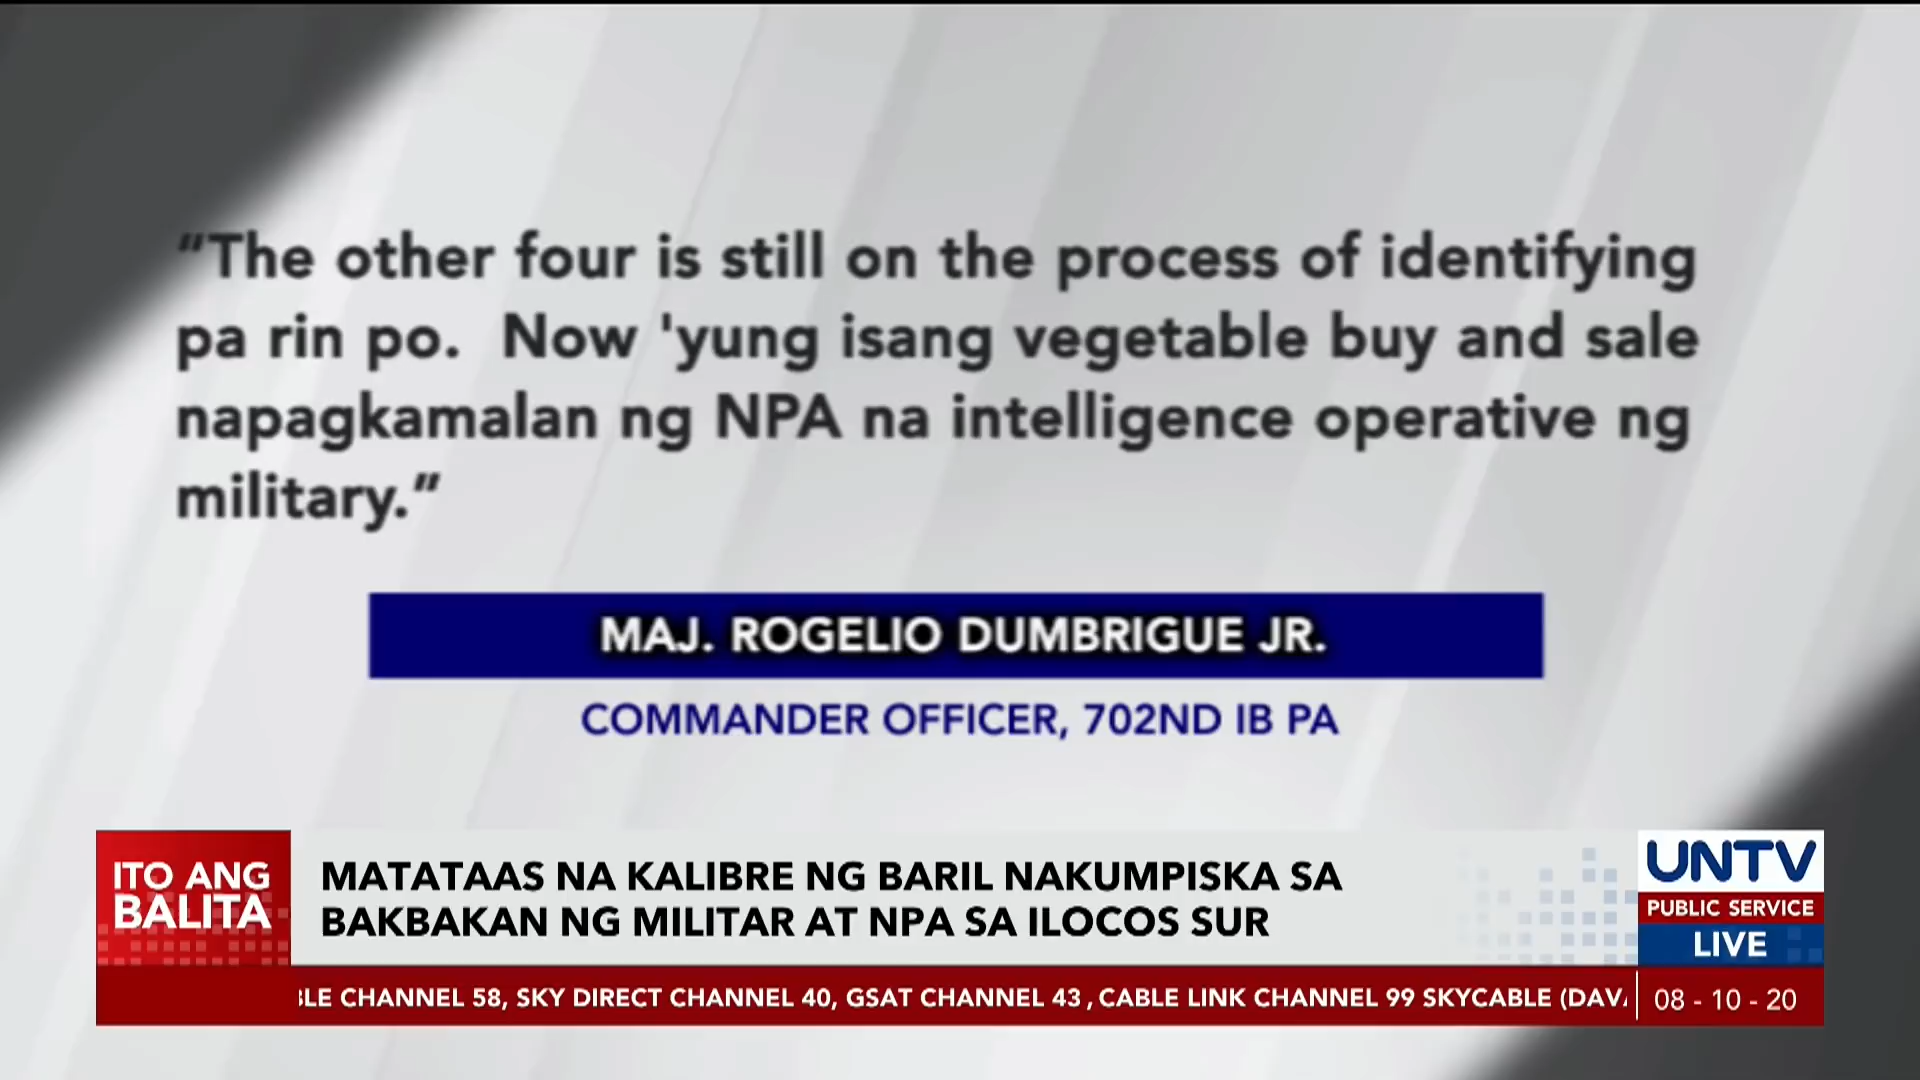 “The other four is still on the process of identifying
pa rin po. Now 'yung isang vegetable buy and sale
napagkamalan ng NPA na intelligence operative ng
military.”
MAJ. ROGELIO DUMBRIGUE JR.
COMMANDER OFFICER, 702ND IB PA
ITO ANG
BALITA
MATATAAS NA KALIBRE NG BARIL NAKUMPISKA SA
BAKBAKAN NG MILITAR AT NPA SA ILOCOS SUR
UNTV
PUBLIC SERVICE
LIVE
CHANNEL 58, SKY DIRECT CHANNEL 40, GSAT CHANNEL 43, CABLE LINK CHANNEL 99 SKYCABLE
08 - 10 - 20